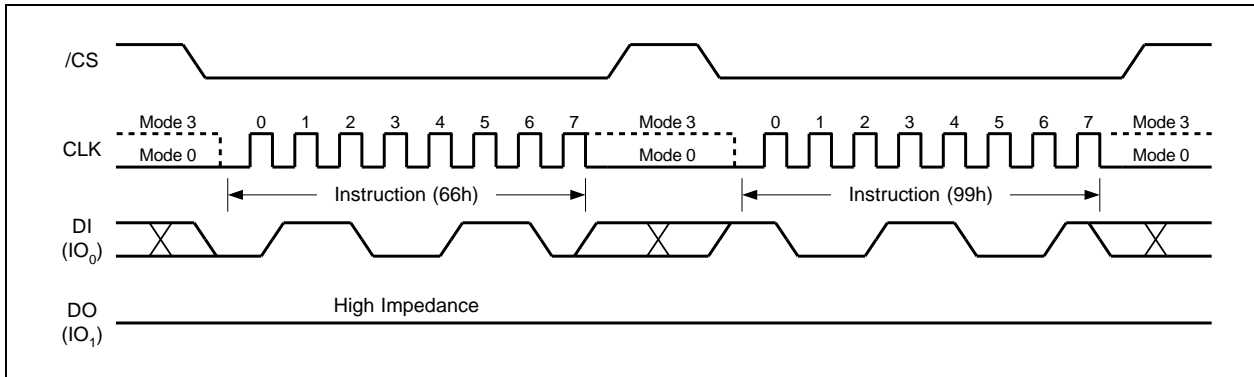 /CS
Mode 3 0 1 2 3 4 5 6 7 Mode 3 0 1 2 3 4 5 6 7 Mode 3
CLK Mode 0 Mode 0 Mode 0
Instruction (66h) Instruction (99h)
DI
(IO0)
High Impedance
DO
(IO1)